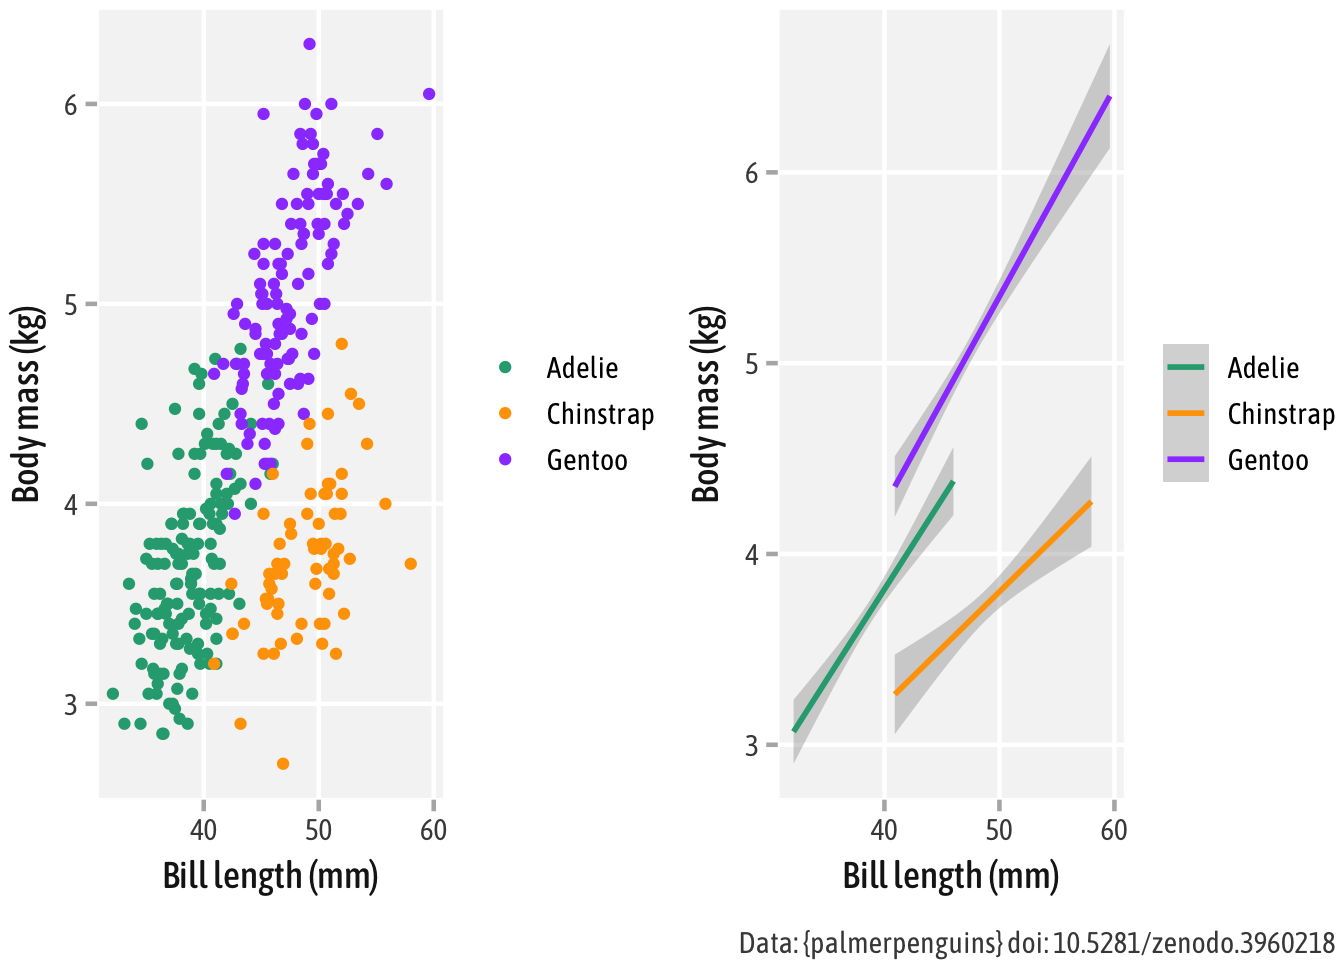 Body mass (kg)
6
5
4
3
40 50 60
Bill length (mm)
Adelie
Chinstrap
Gentoo
Body mass (kg)
6
5
4
3
40 50 60
Bill length (mm)
Adelie
Chinstrap
Gentoo
Data: {palmerpenguins} doi: 10.5281/zenodo.3960218